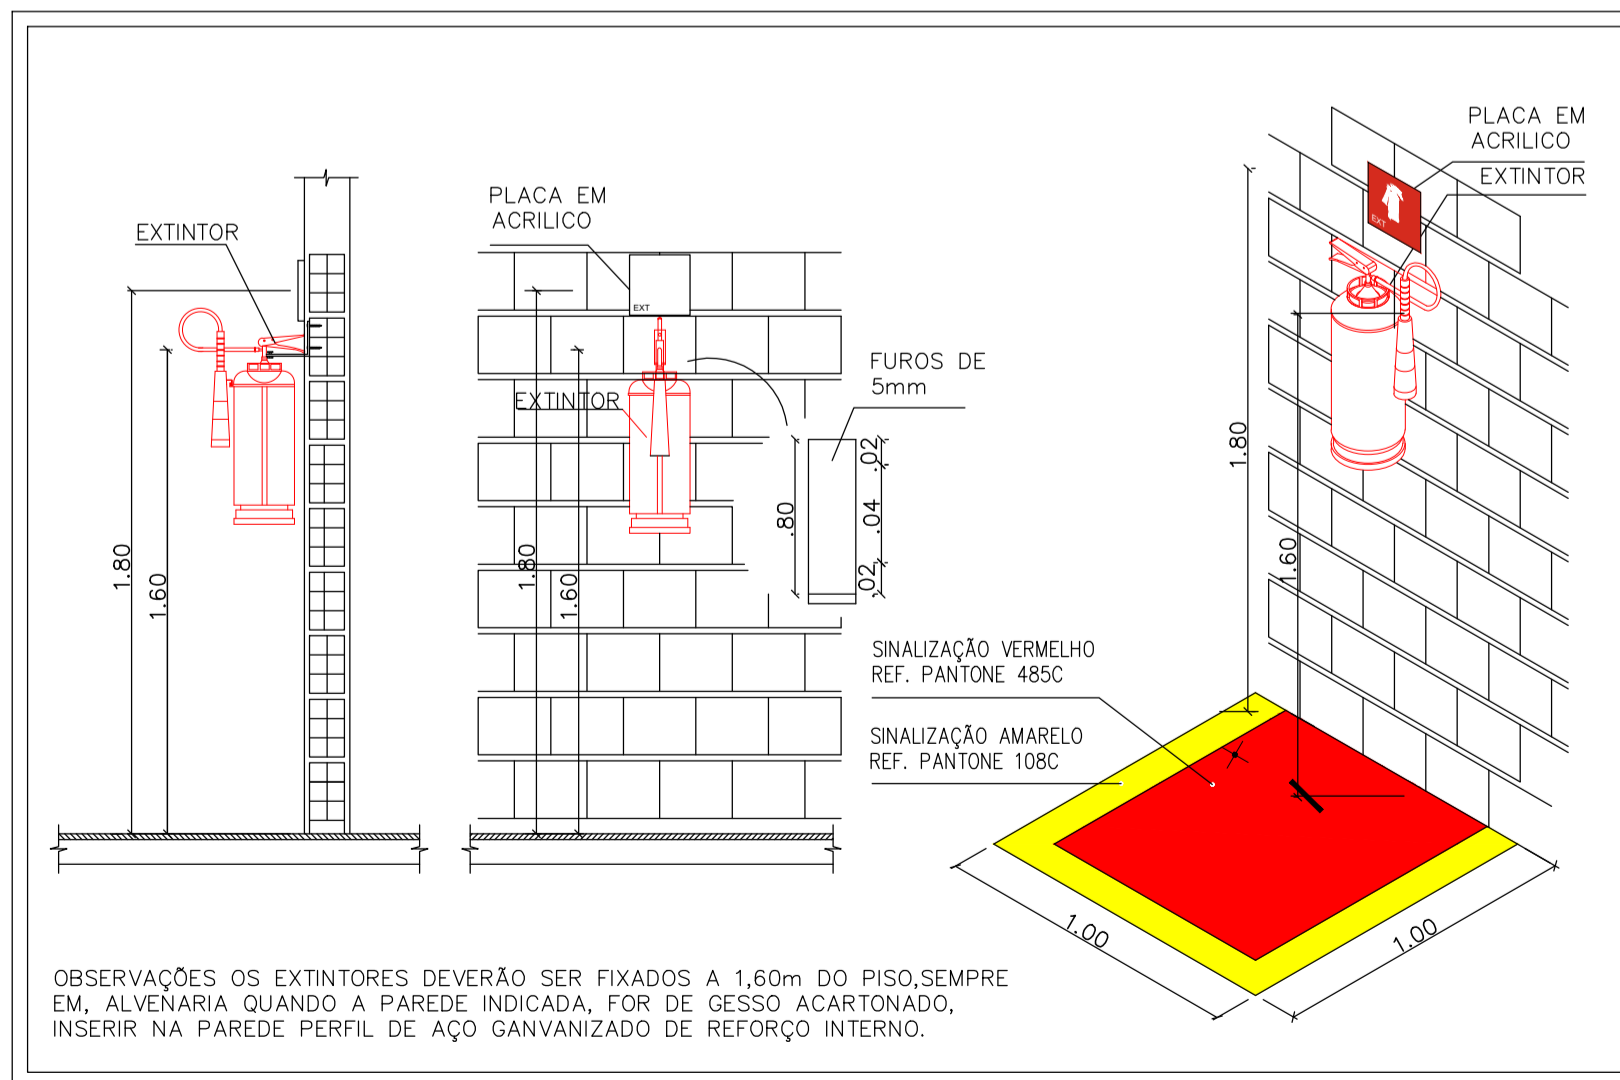 EXTINTOR
1.80
1.60
PLACA EM
ACRILICO
EXT
EXTINTOR
1.80
1.60
FUROS DE
5mm
.80
.02
.04
.02
PLACA EM
ACRILICO
EXTINTOR
EXT
1.80
1.60
SINALIZAÇÃO VERMELHO
REF. PANTONE 485C
SINALIZAÇÃO AMARELO
REF. PANTONE 108C
1.00
1.00
OBSERVAÇÕES OS EXTINTORES DEVERÃO SER FIXADOS A 1,60m DO PISO,SEMPRE
EM, ALVENARIA QUANDO A PAREDE INDICADA, FOR DE GESSO ACARTONADO,
INSERIR NA PAREDE PERFIL DE AÇO GANVANIZADO DE REFORÇO INTERNO.